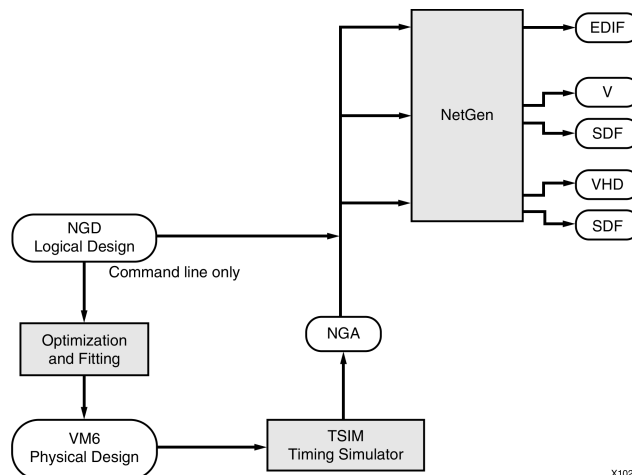 EDIF
V
NetGen
SDF
VHD
SDF
NGD
Logical Design
Command line only
Optimization
and Fitting
NGA
VM6
Physical Design
TSIM
Timing Simulator
X102